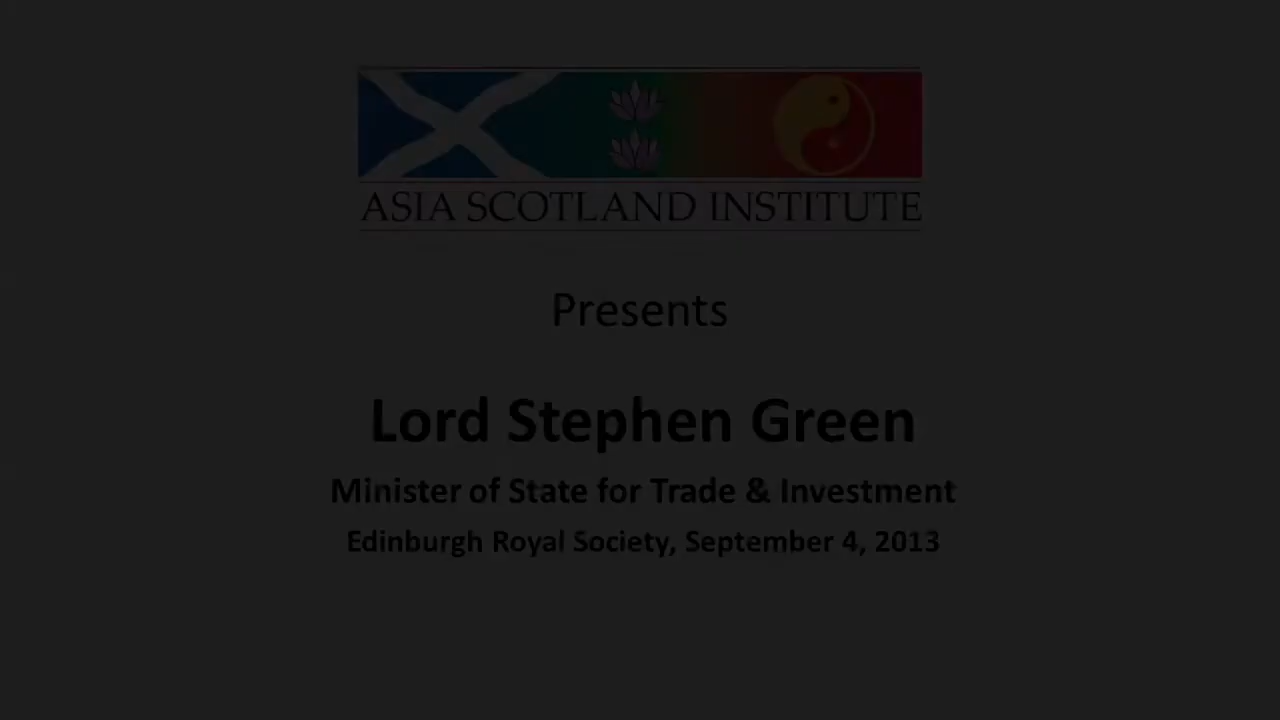 ASIA SCOTLAND INSTITUTE
Presents
Lord Stephen Green
Minister of State for Trade & Investment
Edinburgh Royal Society, September 4, 2013